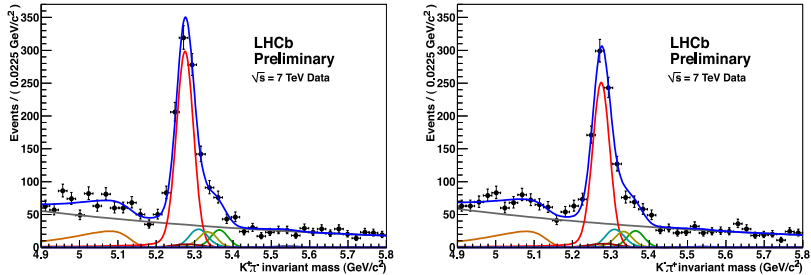 Events / ( 0.0225 GeV/c² )
350
300
250
200
150
100
50
0
LHCb
Preliminary
√s = 7 TeV Data
4.9 5 5.1 5.2 5.3 5.4 5.5 5.6 5.7 5.8
K⁺π⁻ invariant mass (GeV/c²)
Events / ( 0.0225 GeV/c² )
350
300
250
200
150
100
50
0
LHCb
Preliminary
√s = 7 TeV Data
4.9 5 5.1 5.2 5.3 5.4 5.5 5.6 5.7 5.8
K⁻π⁺ invariant mass (GeV/c²)